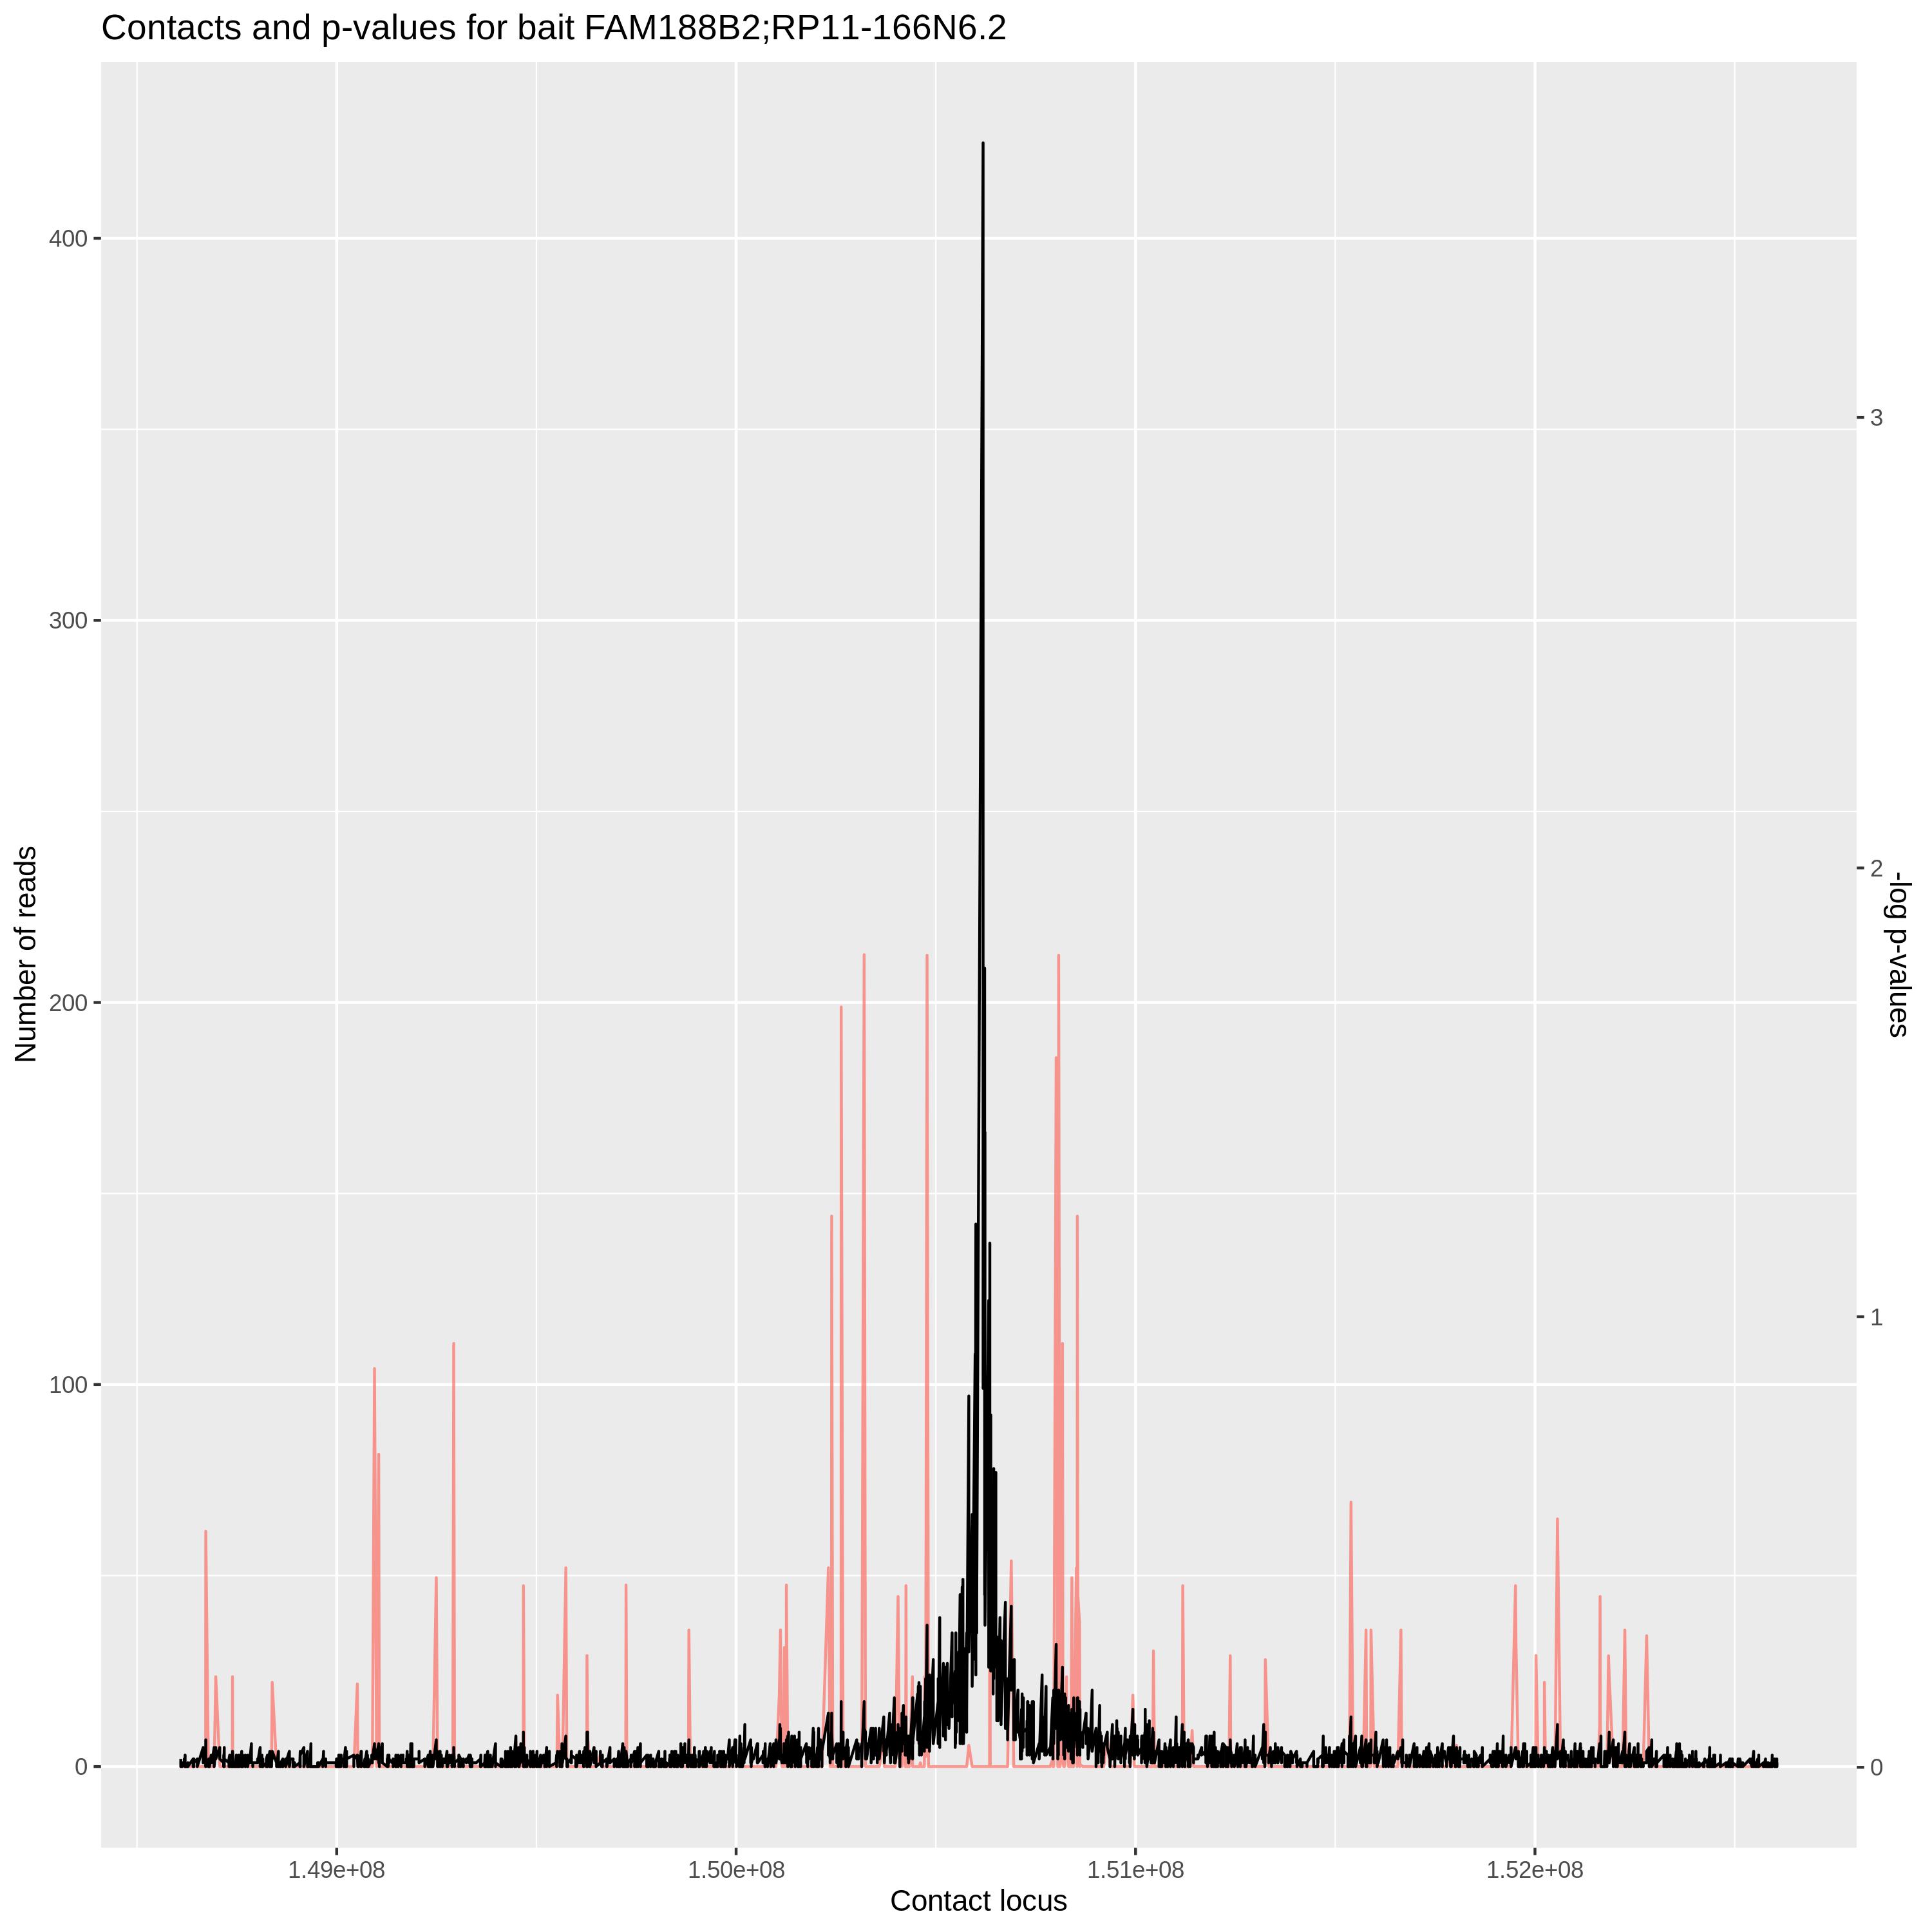 Contacts and p-values for bait FAM188B2;RP11-166N6.2
400
300
200
100
0
Number of reads
3
2
1
0
-log p-values
1.49e+08 1.50e+08 1.51e+08 1.52e+08
Contact locus